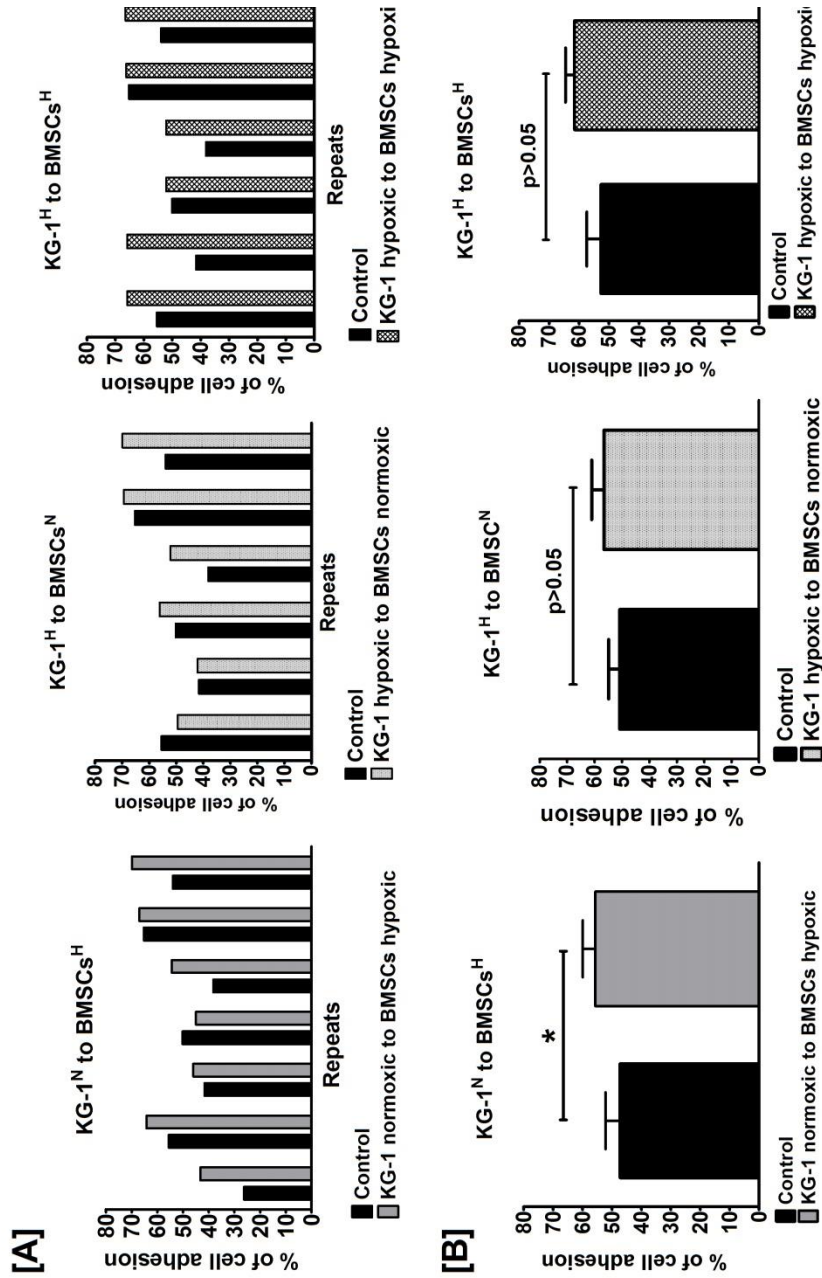 [A]
KG-1ᴺ to BMSCsᴴ
% of cell adhesion
80
70
60
50
40
30
20
10
0
Repeats
Control
KG-1 normoxic to BMSCs hypoxic
KG-1ᴴ to BMSCsᴺ
% of cell adhesion
80
70
60
50
40
30
20
10
0
Repeats
Control
KG-1 hypoxic to BMSCs normoxic
KG-1ᴴ to BMSCsᴴ
% of cell adhesion
80
70
60
50
40
30
20
10
0
Repeats
Control
KG-1 hypoxic to BMSCs hypoxi
[B]
KG-1ᴺ to BMSCsᴴ
% of cell adhesion
80
70
60
50
40
30
20
10
0
*
Control
KG-1 normoxic to BMSCs hypoxic
KG-1ᴴ to BMSCᴺ
% of cell adhesion
80
70
60
50
40
30
20
10
0
p>0.05
Control
KG-1 hypoxic to BMSCs normoxic
KG-1ᴴ to BMSCsᴴ
% of cell adhesion
80
70
60
50
40
30
20
10
0
p>0.05
Control
KG-1 hypoxic to BMSCs hypoxi